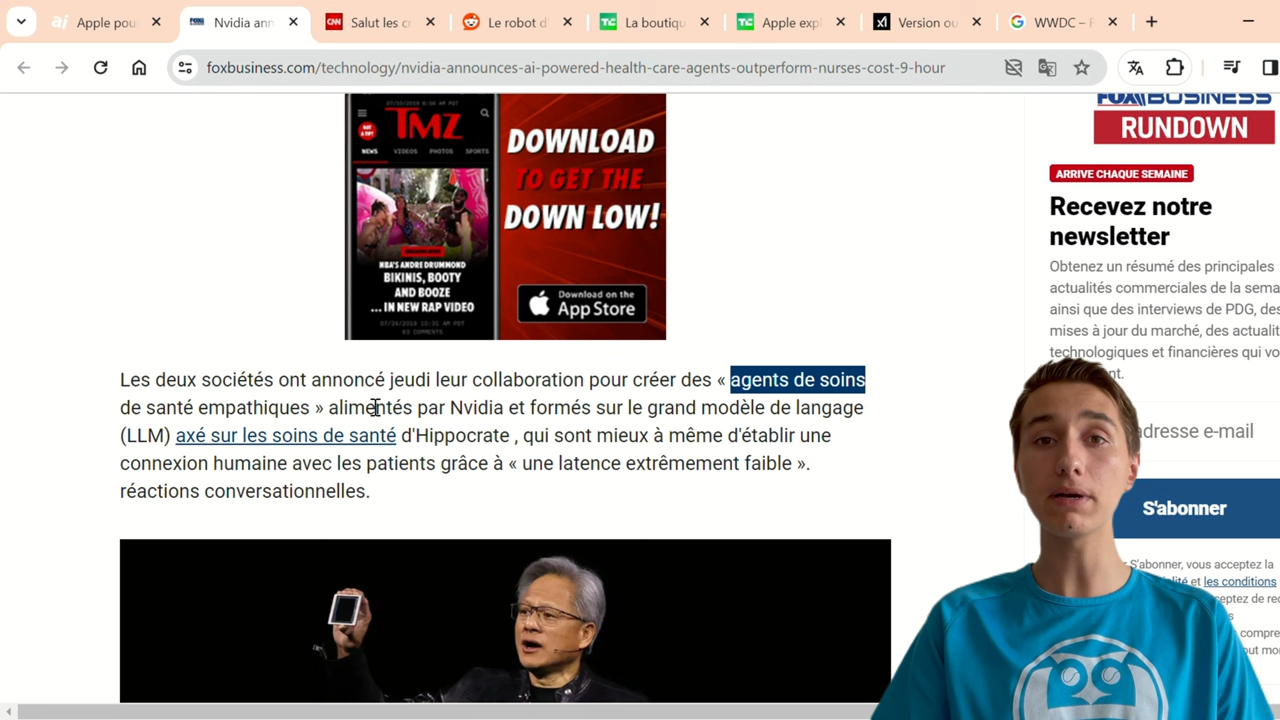 Apple pou
Nvidia ann
Salut les c
Le robot d
La boutiqu
Apple expl
Version ou
WWDC –
foxbusiness.com/technology/nvidia-announces-ai-powered-health-care-agents-outperform-nurses-cost-9-hour
TMZ
NEWS VIDEOS PHOTOS SPORTS
NBA'S ANDRE DRUMMOND
BIKINIS, BOOTY
AND BOOZE
... IN NEW RAP VIDEO
DOWNLOAD
TO GET THE
DOWN LOW!
Download on the
App Store
Les deux sociétés ont annoncé jeudi leur collaboration pour créer des « agents de soins
de santé empathiques » alimentés par Nvidia et formés sur le grand modèle de langage
(LLM) axé sur les soins de santé d'Hippocrate , qui sont mieux à même d'établir une
connexion humaine avec les patients grâce à « une latence extrêmement faible ».
réactions conversationnelles.
FOX BUSINESS
RUNDOWN
ARRIVE CHAQUE SEMAINE
Recevez notre
newsletter
Obtenez un résumé des principales
actualités commerciales de la sema
ainsi que des interviews de PDG, des
mises à jour du marché, des actualit
technologiques et financières qui vo
ent.
adresse e-mail
S'abonner
S'abonner, vous acceptez la
et les conditions
ceptez de rec
compre
out mom